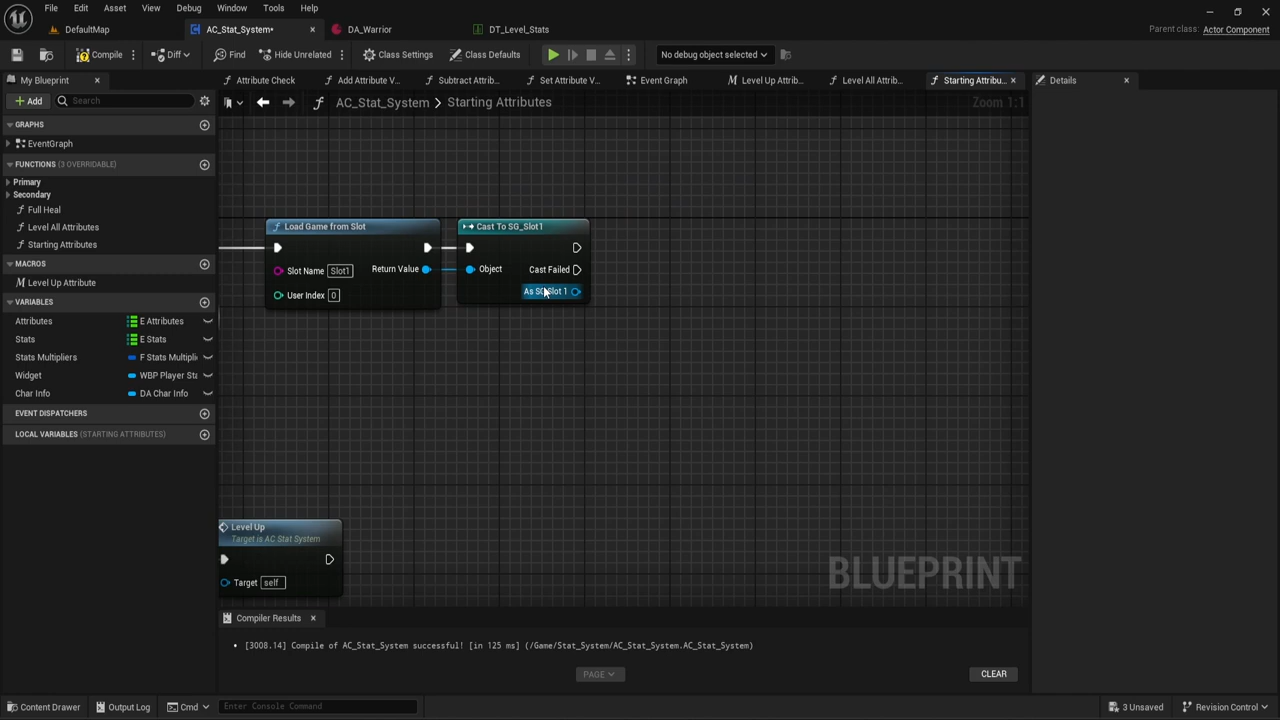 File Edit Asset View Debug Window Tools Help
DefaultMap AC_Stat_System• DA_Warrior DT_Level_Stats
Parent class: Actor Component
Compile Diff Find Hide Unrelated Class Settings Class Defaults No debug object selected
My Blueprint
Attribute Check Add Attribute V... Subtract Attrib... Set Attribute V... Event Graph Level Up Attrib... Level All Attrib... Starting Attribu...
Details
Add Search
AC_Stat_System > Starting Attributes
Zoom 1:1
GRAPHS
EventGraph
FUNCTIONS (3 OVERRIDABLE)
Primary
Secondary
Full Heal
Level All Attributes
Starting Attributes
MACROS
Level Up Attribute
VARIABLES
Attributes E Attributes
Stats E Stats
Stats Multipliers F Stats Multipli
Widget WBP Player Sta
Char Info DA Char Info
EVENT DISPATCHERS
LOCAL VARIABLES (STARTING ATTRIBUTES)
Load Game from Slot
Slot Name Slot1
Return Value
User Index 0
Cast To SG_Slot1
Object
Cast Failed
As SG Slot 1
Level Up
Target is AC Stat System
Target self
BLUEPRINT
Compiler Results
• [3008.14] Compile of AC_Stat_System successful! [in 125 ms] (/Game/Stat_System/AC_Stat_System.AC_Stat_System)
PAGE
CLEAR
Content Drawer Output Log Cmd Enter Console Command 3 Unsaved Revision Control